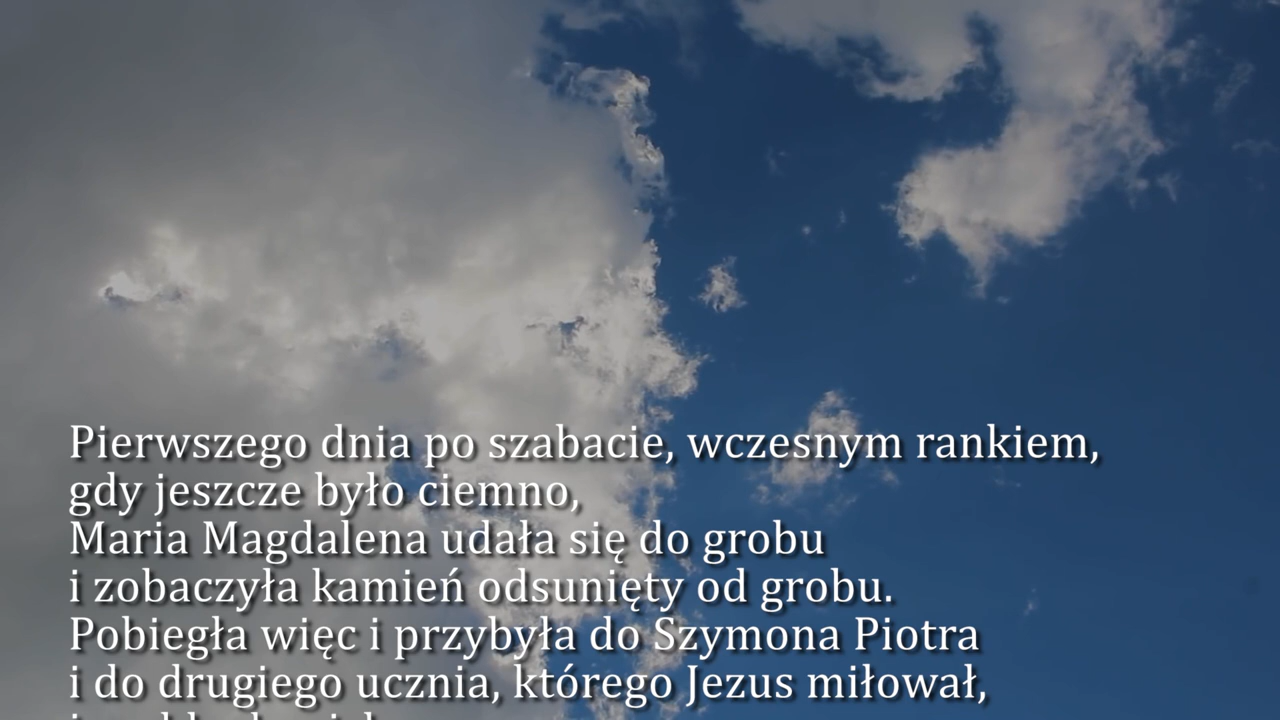 Pierwszego dnia po szabacie, wczesnym rankiem,
gdy jeszcze było ciemno,
Maria Magdalena udała się do grobu
i zobaczyła kamień odsunięty od grobu.
Pobiegła więc i przybyła do Szymona Piotra
i do drugiego ucznia, którego Jezus miłował,